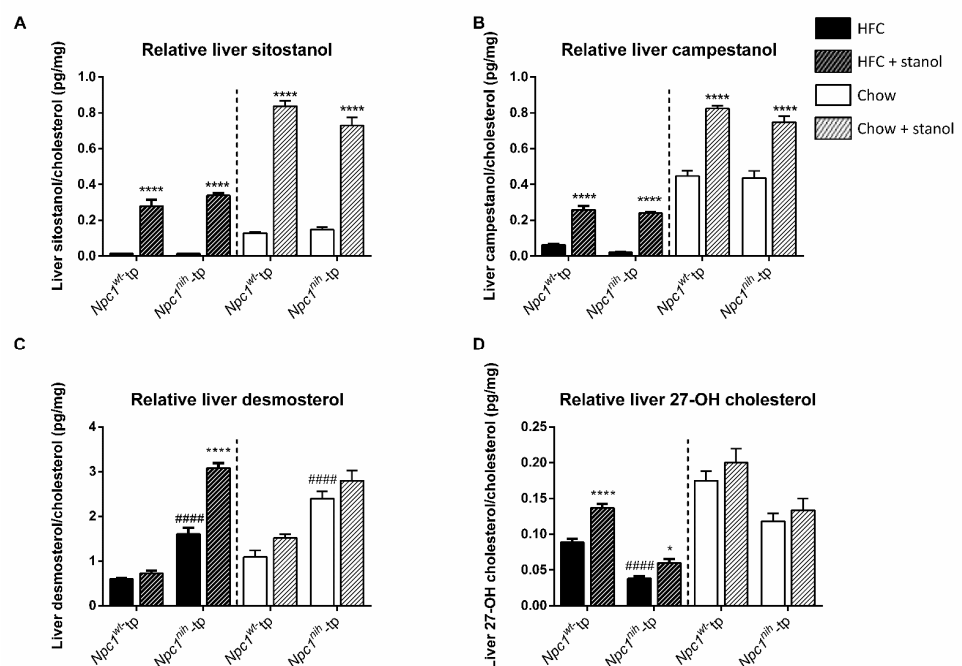 A
Relative liver sitostanol
Liver sitostanol/cholesterol (pg/mg)
1.0
0.8
0.6
0.4
0.2
0.0
****
****
****
****
Npc1wt-tp
Npc1nih-tp
Npc1wt-tp
Npc1nih-tp
B
Relative liver campestanol
Liver campestanol/cholesterol (pg/mg)
1.0
0.8
0.6
0.4
0.2
0.0
****
****
****
****
Npc1wt-tp
Npc1nih-tp
Npc1wt-tp
Npc1nih-tp
HFC
HFC + stanol
Chow
Chow + stanol
C
Relative liver desmosterol
Liver desmosterol/cholesterol (pg/mg)
4
3
2
1
0
####
****
####
Npc1wt-tp
Npc1nih-tp
Npc1wt-tp
Npc1nih-tp
D
Relative liver 27-OH cholesterol
Liver 27-OH cholesterol/cholesterol (pg/mg)
0.25
0.20
0.15
0.10
0.05
0.00
****
####
*
Npc1wt-tp
Npc1nih-tp
Npc1wt-tp
Npc1nih-tp